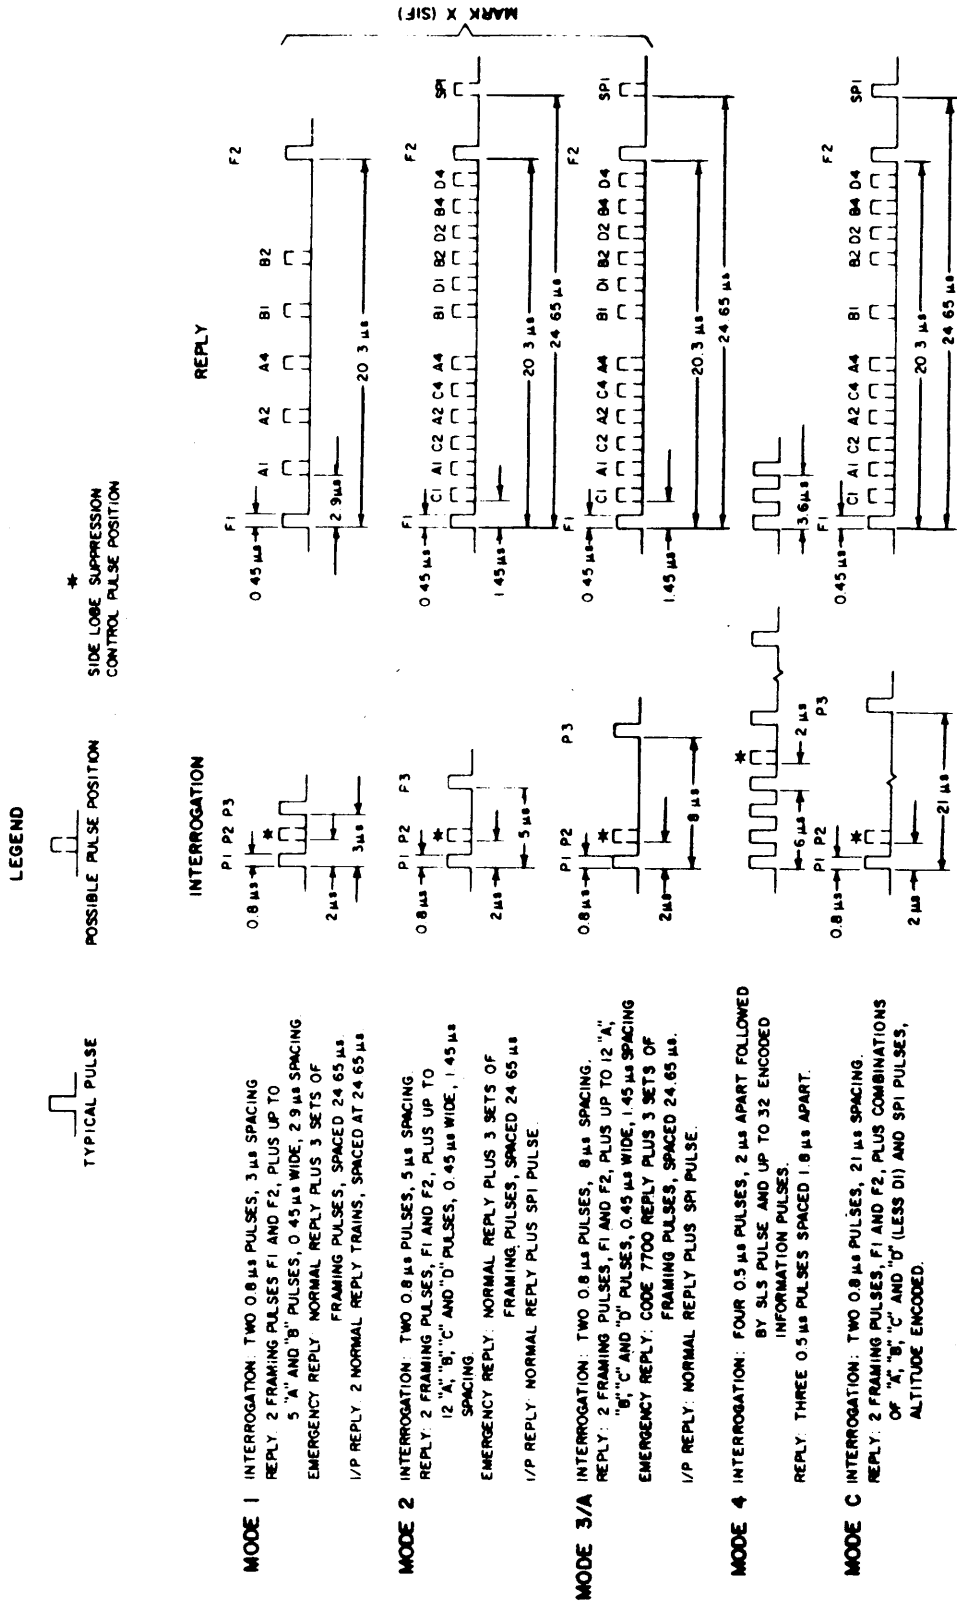 LEGEND
TYPICAL PULSE
POSSIBLE PULSE POSITION
*
SIDE LOBE SUPPRESSION
CONTROL PULSE POSITION
INTERROGATION
REPLY
MARK X (SIF)
MODE 1 INTERROGATION: TWO 0.8 µs PULSES, 3 µs SPACING
REPLY: 2 FRAMING PULSES F1 AND F2, PLUS UP TO
5 "A" AND "B" PULSES, 0.45 µs WIDE, 2.9 µs SPACING.
EMERGENCY REPLY: NORMAL REPLY PLUS 3 SETS OF
FRAMING PULSES, SPACED 24.65 µs.
I/P REPLY: 2 NORMAL REPLY TRAINS, SPACED AT 24.65 µs
P1 P2 P3
0.8 µs
*
2 µs
3 µs
F1 A1 A2 A4 B1 B2 F2
0.45 µs
2.9 µs
20.3 µs
MODE 2 INTERROGATION: TWO 0.8 µs PULSES, 5 µs SPACING.
REPLY: 2 FRAMING PULSES, F1 AND F2, PLUS UP TO
12 "A", "B", "C" AND "D" PULSES, 0.45 µs WIDE, 1.45 µs
SPACING.
EMERGENCY REPLY: NORMAL REPLY PLUS 3 SETS OF
FRAMING PULSES, SPACED 24.65 µs
I/P REPLY: NORMAL REPLY PLUS SPI PULSE.
P1 P2 F3
0.8 µs
*
2 µs
5 µs
F1 C1 A1 C2 A2 C4 A4 B1 D1 B2 D2 B4 D4 F2 SPI
0.45 µs
1.45 µs
20.3 µs
24.65 µs
MODE 3/A INTERROGATION: TWO 0.8 µs PULSES, 8 µs SPACING.
REPLY: 2 FRAMING PULSES, F1 AND F2, PLUS UP TO 12 "A",
"B", "C" AND "D" PULSES, 0.45 µs WIDE, 1.45 µs SPACING
EMERGENCY REPLY: CODE 7700 REPLY PLUS 3 SETS OF
FRAMING PULSES, SPACED 24.65 µs.
I/P REPLY: NORMAL REPLY PLUS SPI PULSE.
P1 P2 P3
0.8 µs
*
2 µs
8 µs
F1 C1 A1 C2 A2 C4 A4 B1 D1 B2 D2 B4 D4 F2 SPI
0.45 µs
1.45 µs
20.3 µs
24.65 µs
MODE 4 INTERROGATION: FOUR 0.5 µs PULSES, 2 µs APART FOLLOWED
BY SLS PULSE AND UP TO 32 ENCODED
INFORMATION PULSES.
REPLY: THREE 0.5 µs PULSES SPACED 1.8 µs APART.
*
6 µs
2 µs
3.6 µs
MODE C INTERROGATION: TWO 0.8 µs PULSES, 21 µs SPACING.
REPLY: 2 FRAMING PULSES, F1 AND F2, PLUS COMBINATIONS
OF "A", "B", "C" AND "D" (LESS D1) AND SPI PULSES,
ALTITUDE ENCODED.
P1 P2 P3
0.8 µs
*
2 µs
21 µs
F1 C1 A1 C2 A2 C4 A4 B1 B2 D2 B4 D4 F2 SPI
0.45 µs
20.3 µs
24.65 µs